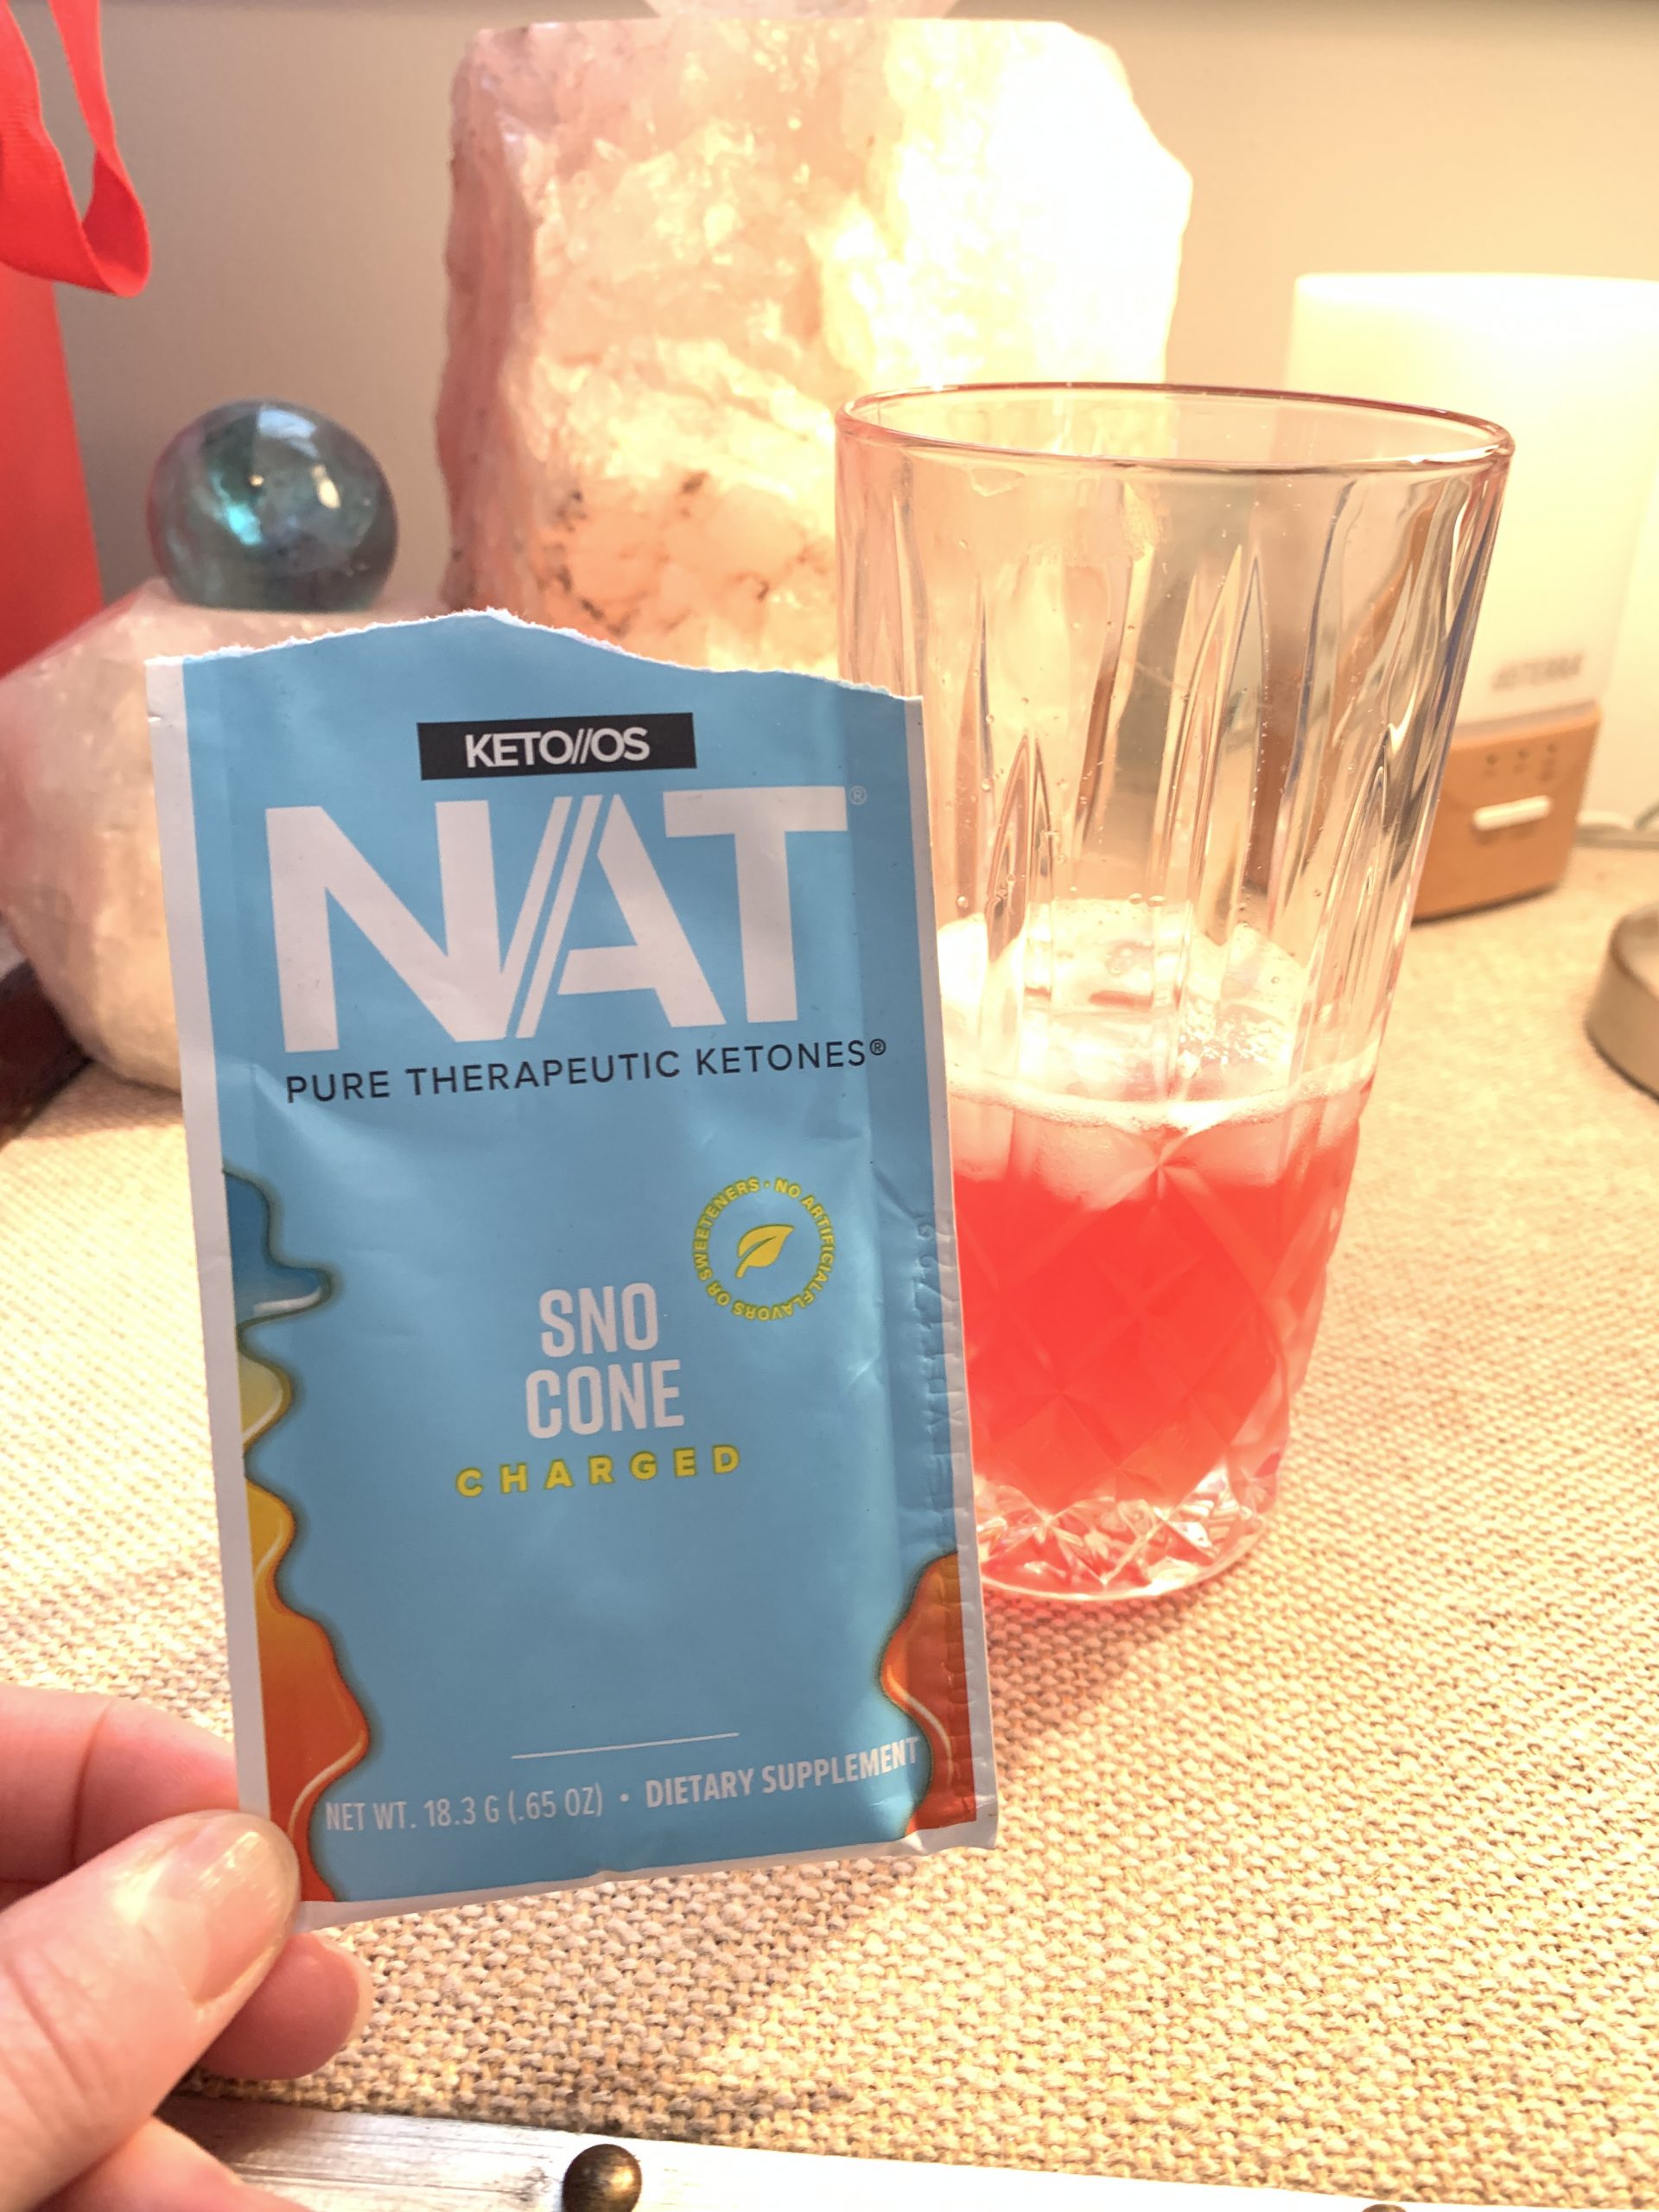 KETO//OS
N//AT®
PURE THERAPEUTIC KETONES®
NO ARTIFICIAL FLAVORS OR SWEETENERS •
SNO
CONE
CHARGED
NET WT. 18.3 G (.65 OZ) • DIETARY SUPPLEMENT